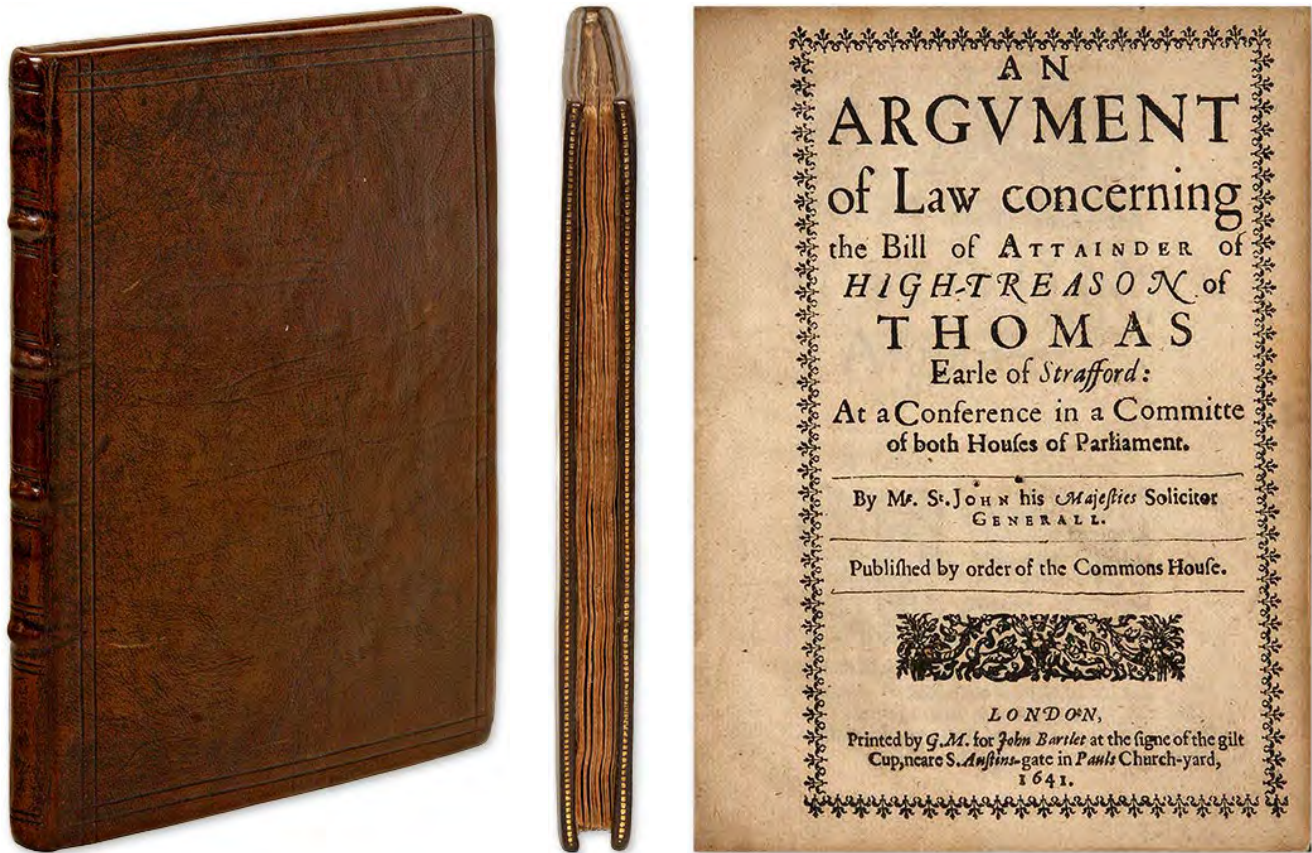 AN
ARGVMENT
of Law concerning
the Bill of ATTAINDER of
HIGH-TREASON of
THOMAS
Earle of Strafford:
At a Conference in a Committe
of both Houſes of Parliament.
By Mr. St. JOHN his Majeſties Solicitor
GENERALL.
Publiſhed by order of the Commons Houſe.
LONDON,
Printed by G.M. for John Bartlet at the ſigne of the gilt
Cup, neare S. Auſtins-gate in Pauls Church-yard,
1641.